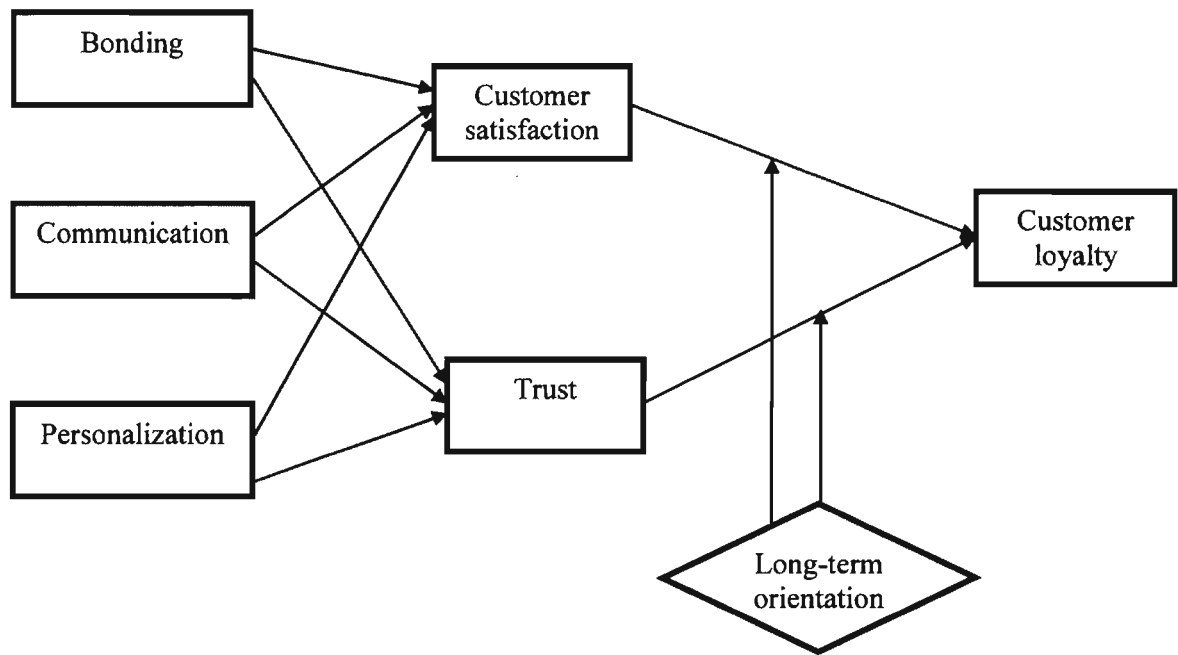 Bonding
Customer
satisfaction
Communication
Customer
loyalty
Trust
Personalization
Long-term
orientation